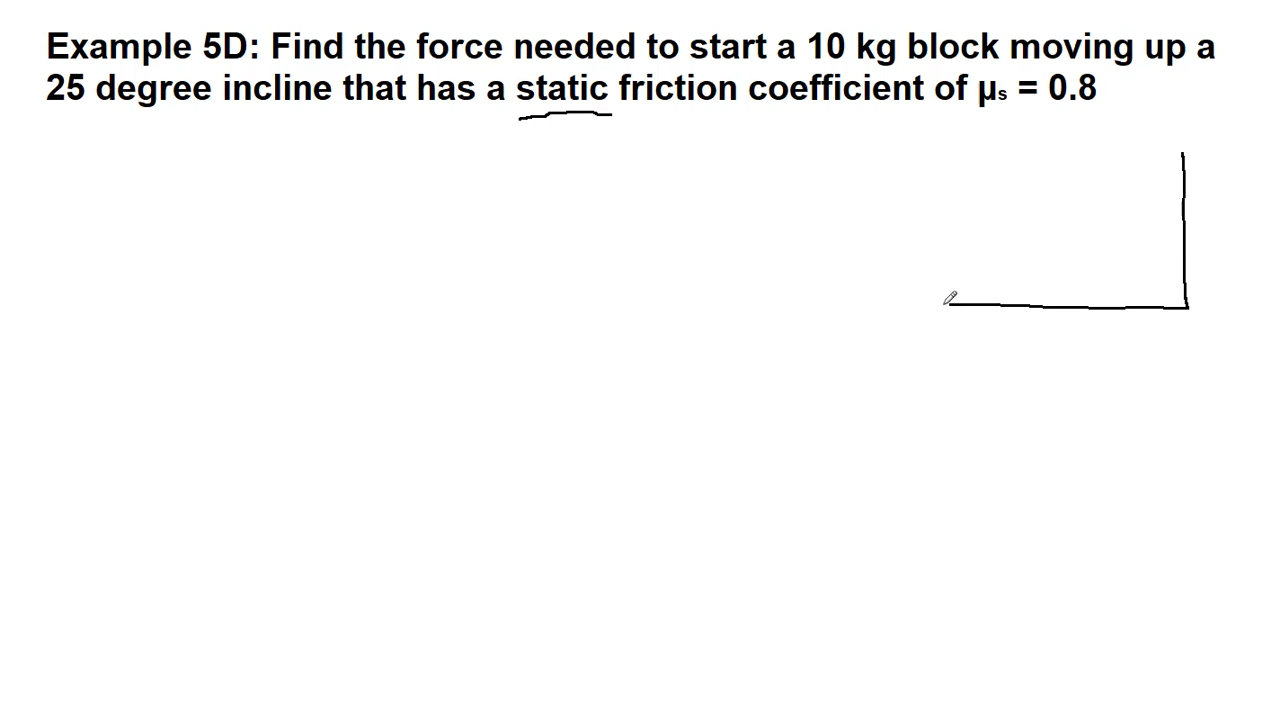 Example 5D: Find the force needed to start a 10 kg block moving up a
25 degree incline that has a static friction coefficient of μs = 0.8